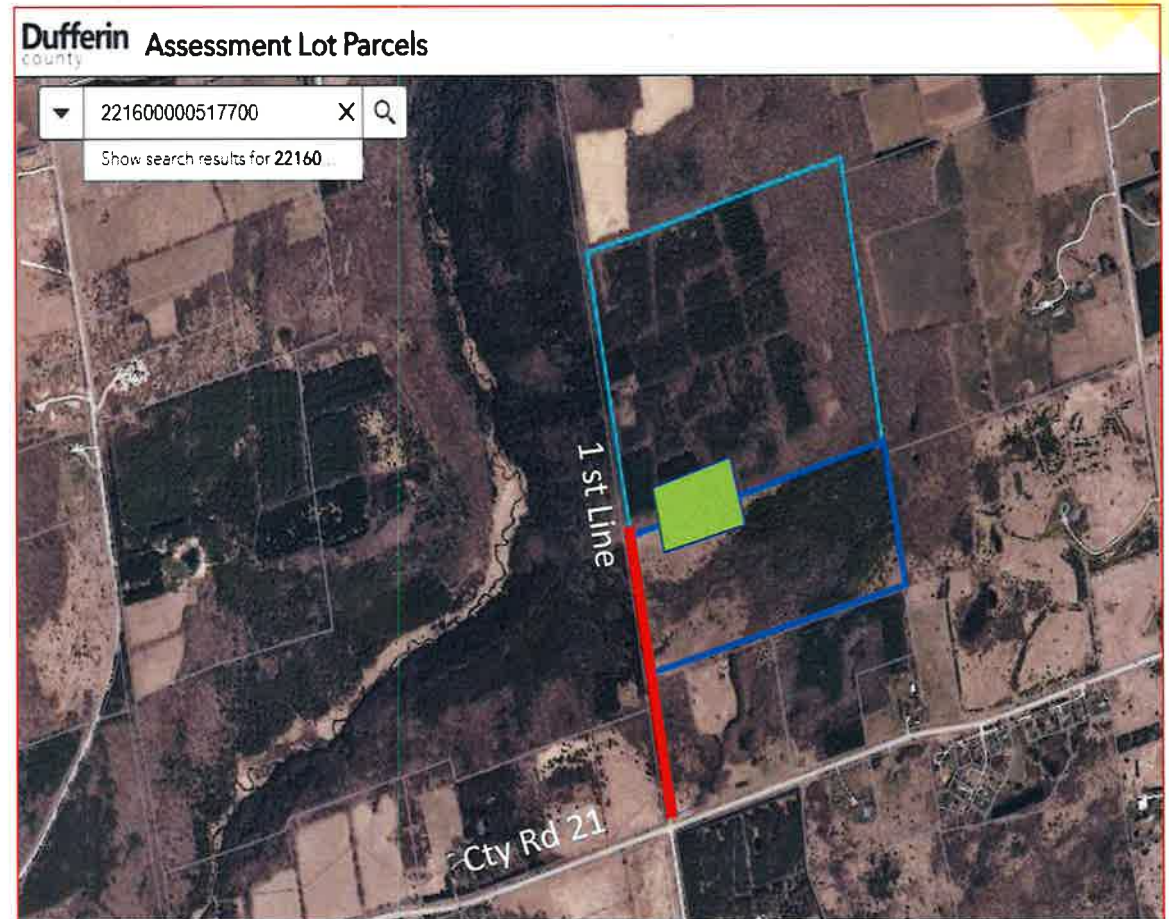 Dufferin Assessment Lot Parcels
county
221600000517700 X
Show search results for 22160...
1 st Line
Cty Rd 21